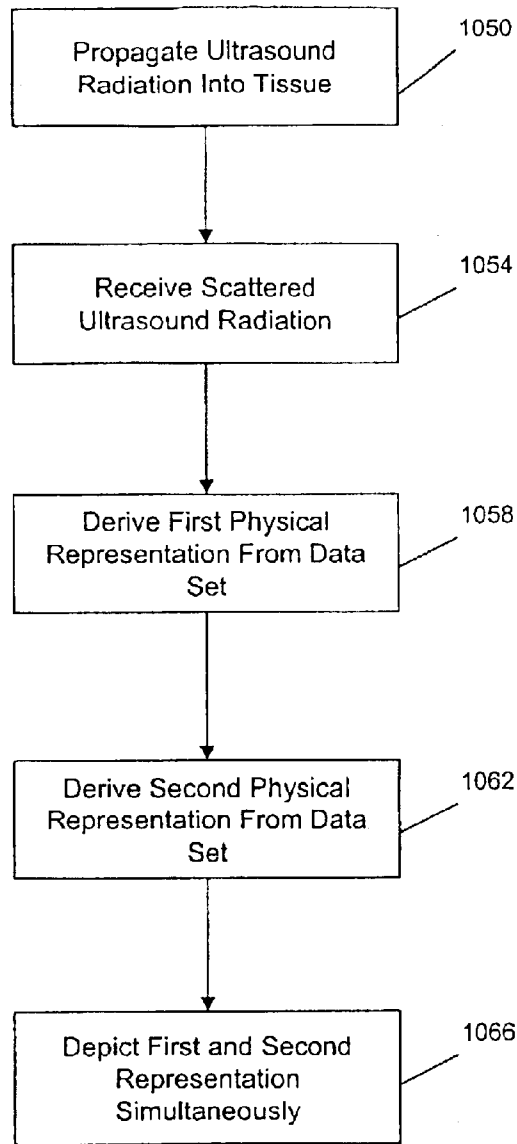 1050
Propagate Ultrasound
Radiation Into Tissue
1054
Receive Scattered
Ultrasound Radiation
1058
Derive First Physical
Representation From Data
Set
1062
Derive Second Physical
Representation From Data
Set
1066
Depict First and Second
Representation
Simultaneously